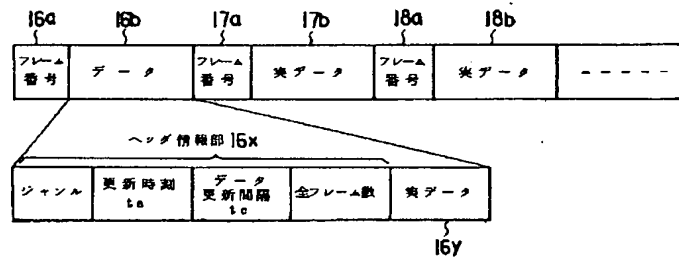 16a 16b 17a 17b 18a 18b
フレーム番号 データ フレーム番号 実データ フレーム番号 実データ -----
ヘッダ情報部 16x
ジャンル 更新時刻 ta データ更新間隔 tc 全フレーム数 実データ
16y